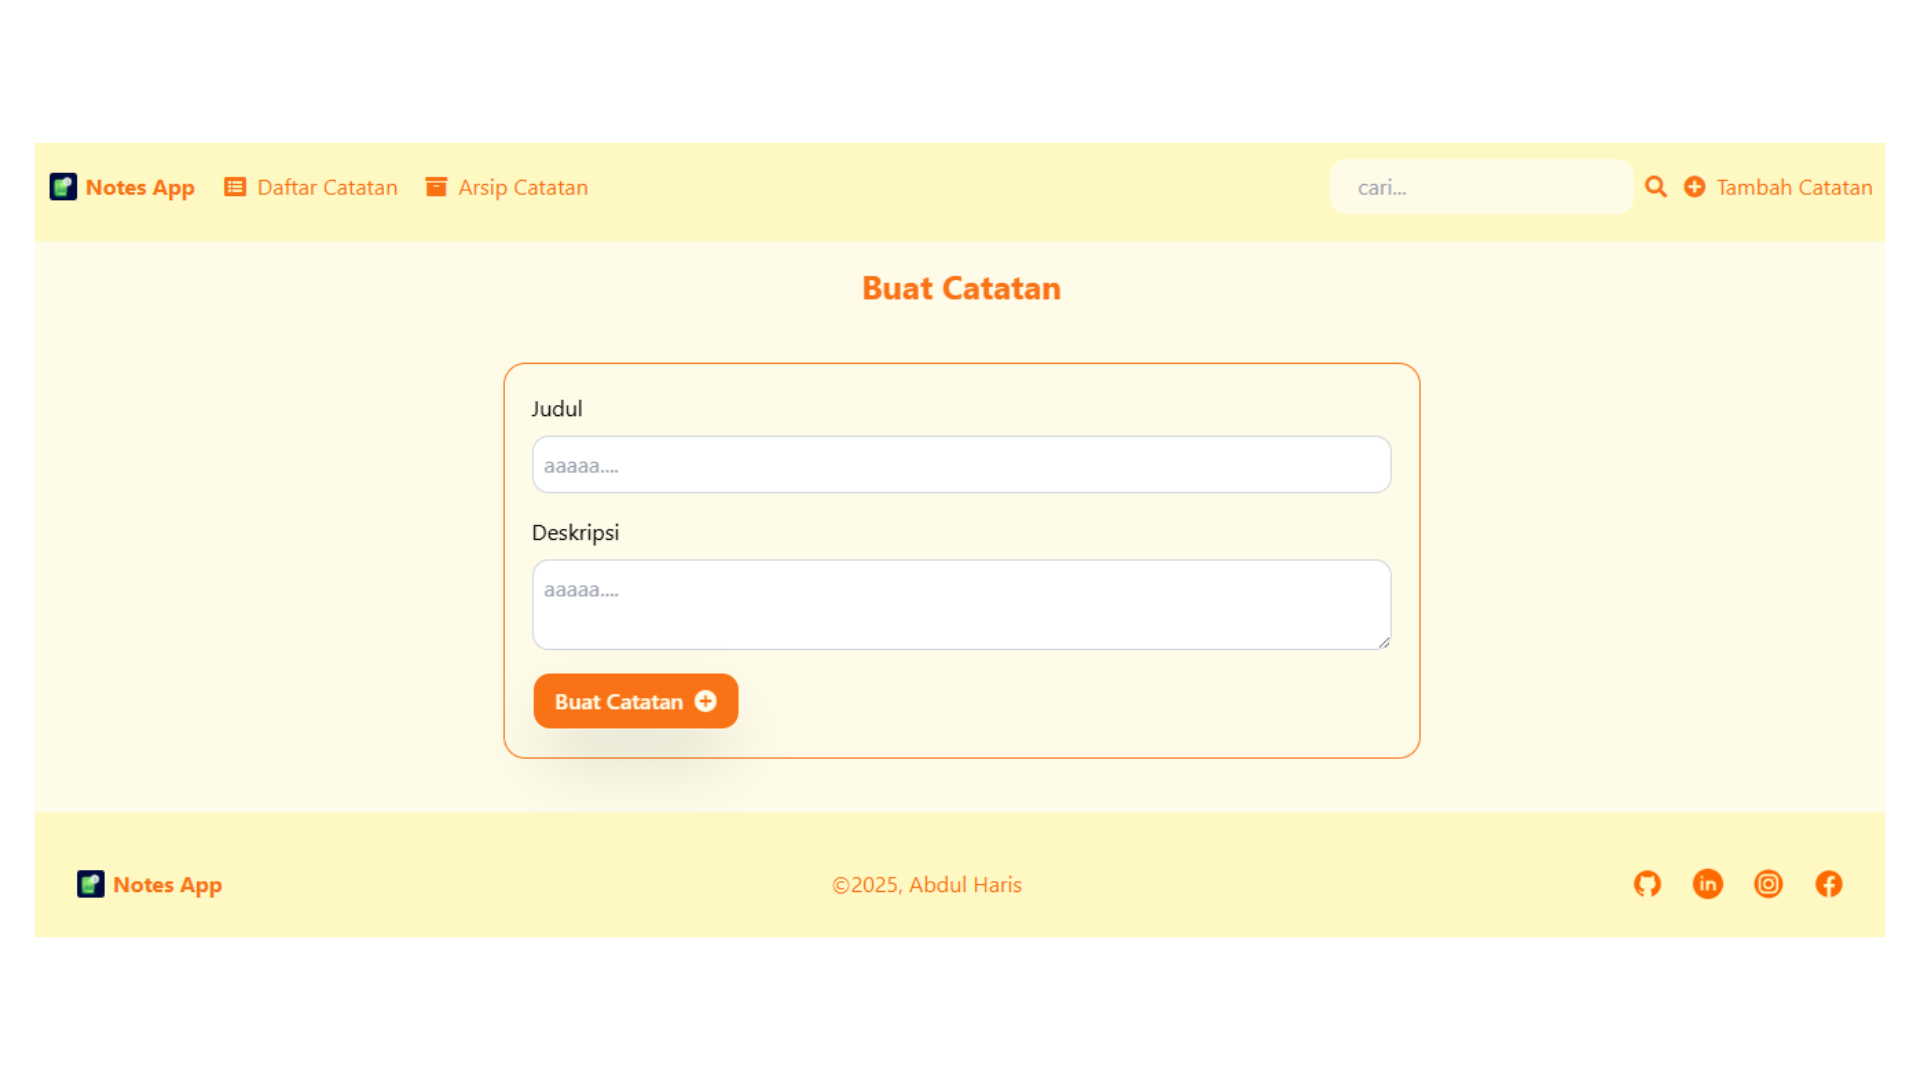 Notes App Daftar Catatan Arsip Catatan cari... Tambah Catatan
Buat Catatan
Judul
aaaaa....
Deskripsi
aaaaa....
Buat Catatan
Notes App ©2025, Abdul Haris in